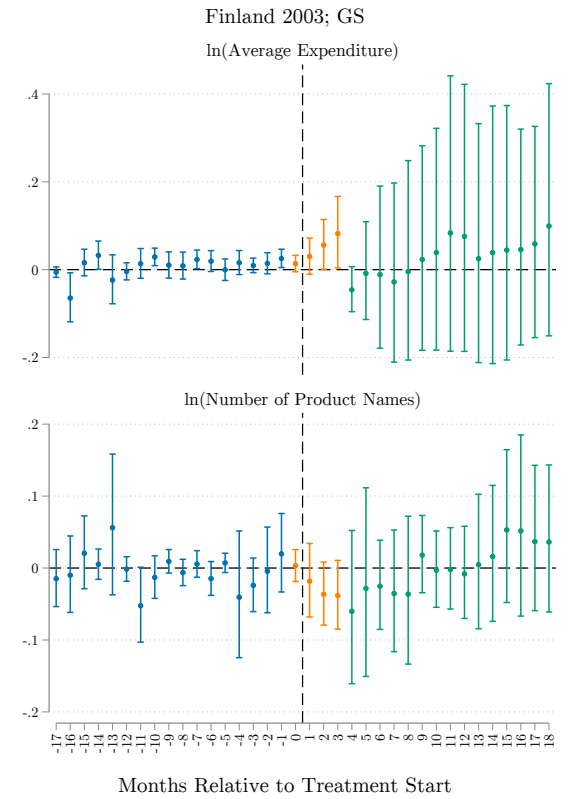 Finland 2003; GS
ln(Average Expenditure)
.4
.2
0
-.2
ln(Number of Product Names)
.2
.1
0
-.1
-.2
-17 -16 -15 -14 -13 -12 -11 -10 -9 -8 -7 -6 -5 -4 -3 -2 -1 0 1 2 3 4 5 6 7 8 9 10 11 12 13 14 15 16 17 18
Months Relative to Treatment Start